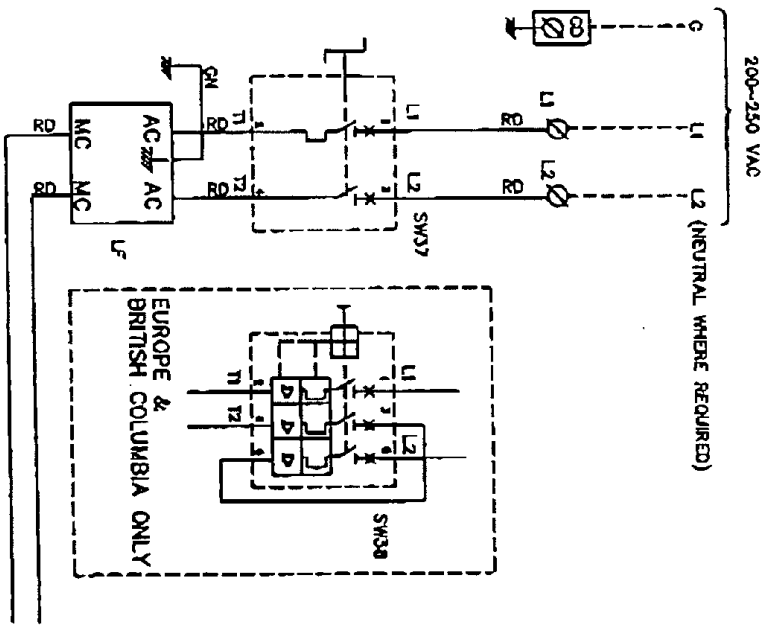 200~250 VAC
G
L1
L2 (NEUTRAL WHERE REQUIRED)
L1
L2
RD
RD
L1
L2
SW37
T1
T2
RD
RD
GN
AC
AC
MC
MC
LF
RD
RD
EUROPE &
BRITISH COLUMBIA ONLY
L1
L2
T1
T2
SW38